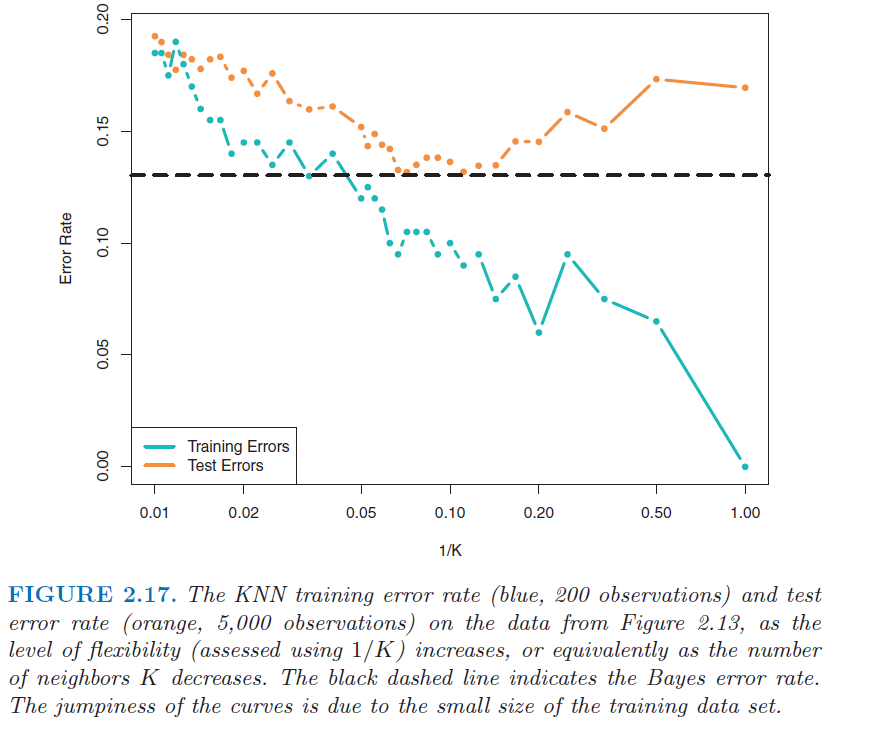 0.20
0.15
0.10
0.05
0.00
Error Rate
Training Errors
Test Errors
0.01 0.02 0.05 0.10 0.20 0.50 1.00
1/K
FIGURE 2.17. The KNN training error rate (blue, 200 observations) and test
error rate (orange, 5,000 observations) on the data from Figure 2.13, as the
level of flexibility (assessed using 1/K) increases, or equivalently as the number
of neighbors K decreases. The black dashed line indicates the Bayes error rate.
The jumpiness of the curves is due to the small size of the training data set.